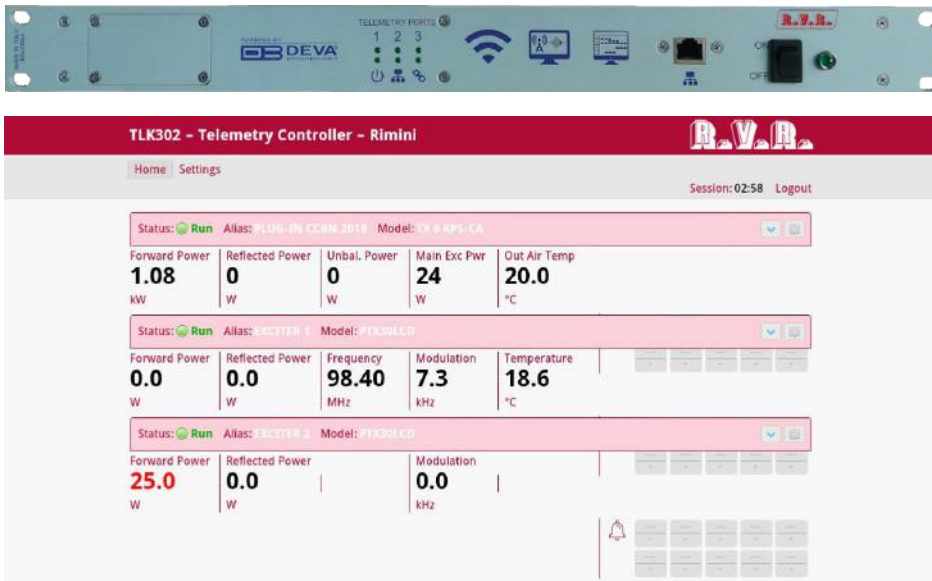 TELEMETRY PORTS
1 2 3
DEVA
R.V.R.
ON
OFF
TLK302 – Telemetry Controller – Rimini
R.V.R.
Home Settings
Session: 02:58 Logout
Status: Run Alias: PLUG-IN CCBN 2018 Model: TX 6 KPS-CA
Forward Power Reflected Power Unbal. Power Main Exc Pwr Out Air Temp
1.08 0 0 24 20.0
kW W W W °C
Status: Run Alias: EXCITER 1 Model: PTX30LCD
Forward Power Reflected Power Frequency Modulation Temperature
0.0 0.0 98.40 7.3 18.6
W W MHz kHz °C
Status: Run Alias: EXCITER 2 Model: PTX30LCD
Forward Power Reflected Power Modulation
25.0 0.0 0.0
W W kHz